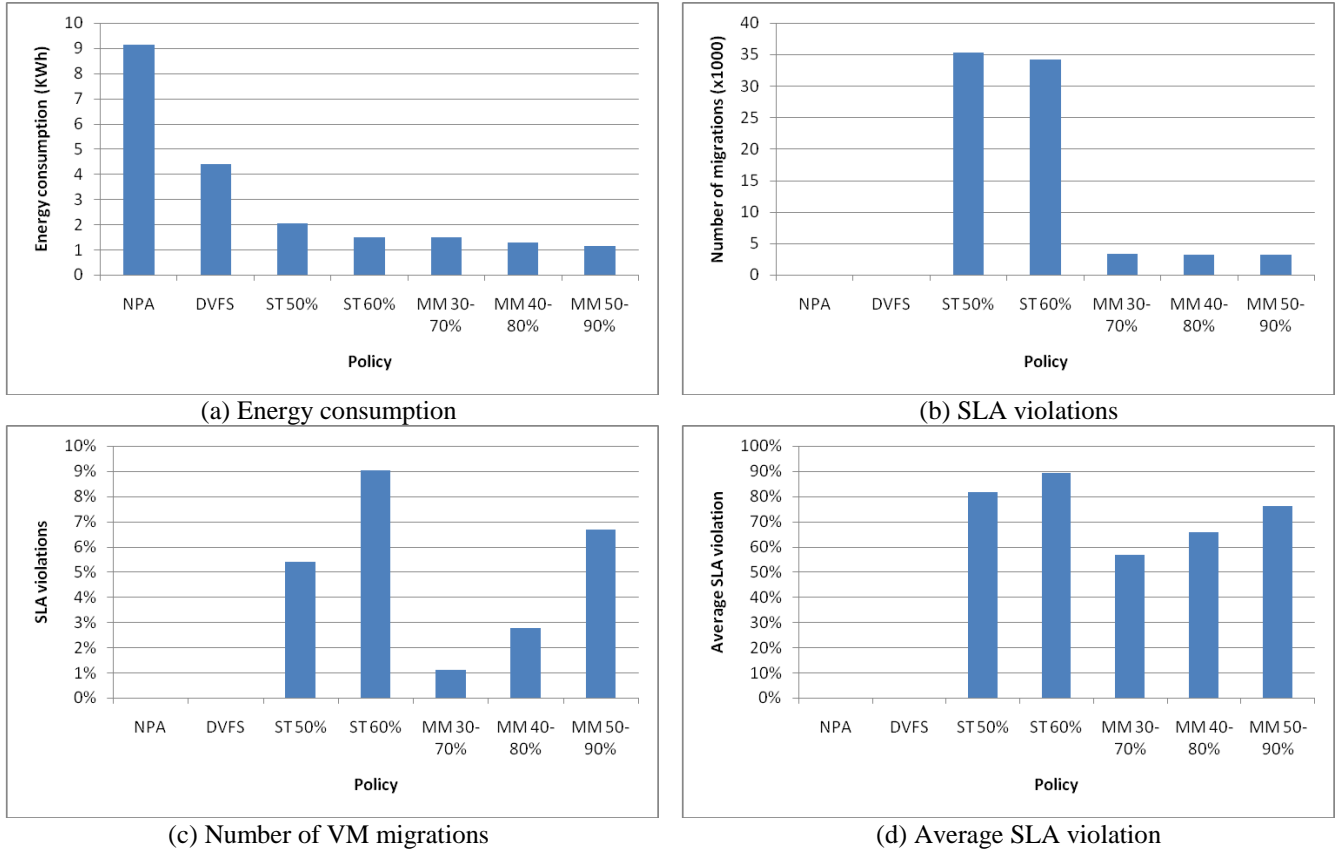 Energy consumption (KWh)
10
9
8
7
6
5
4
3
2
1
0
NPA
DVFS
ST 50%
ST 60%
MM 30-
70%
MM 40-
80%
MM 50-
90%
Policy
(a) Energy consumption
Number of migrations (x1000)
40
35
30
25
20
15
10
5
0
NPA
DVFS
ST 50%
ST 60%
MM 30-
70%
MM 40-
80%
MM 50-
90%
Policy
(b) SLA violations
SLA violations
10%
9%
8%
7%
6%
5%
4%
3%
2%
1%
0%
NPA
DVFS
ST 50%
ST 60%
MM 30-
70%
MM 40-
80%
MM 50-
90%
Policy
(c) Number of VM migrations
Average SLA violation
100%
90%
80%
70%
60%
50%
40%
30%
20%
10%
0%
NPA
DVFS
ST 50%
ST 60%
MM 30-
70%
MM 40-
80%
MM 50-
90%
Policy
(d) Average SLA violation